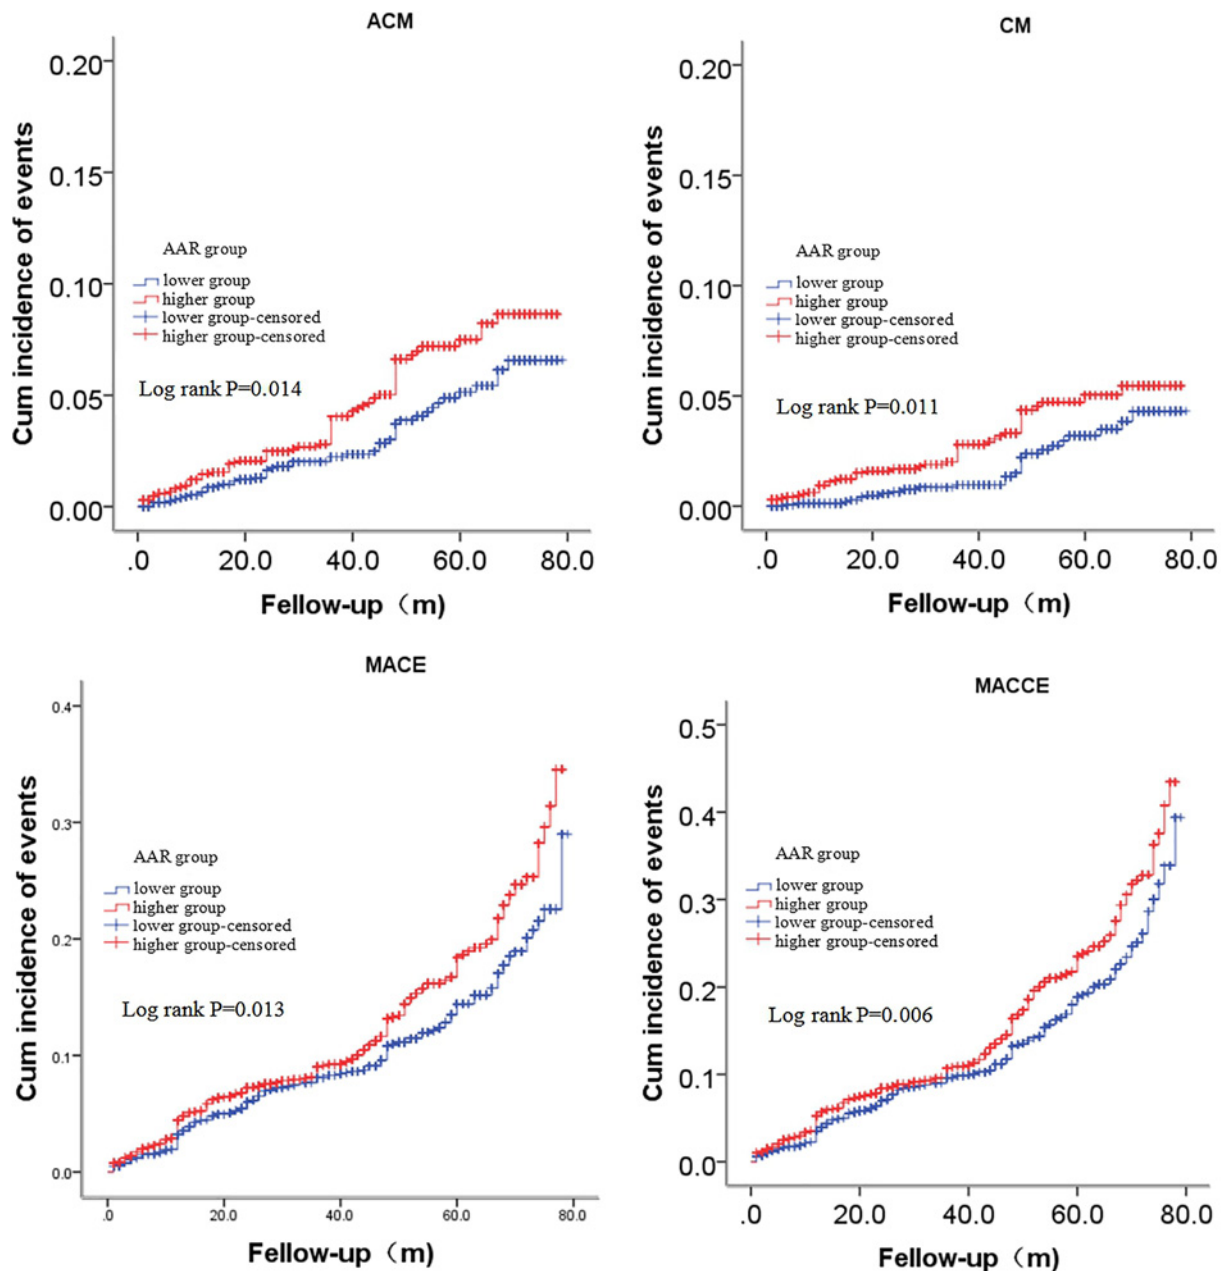 ACM
Cum incidence of events
0.20
0.15
0.10
0.05
0.00
AAR group
lower group
higher group
lower group-censored
higher group-censored
Log rank P=0.014
.0 20.0 40.0 60.0 80.0
Fellow-up（m)
CM
Cum incidence of events
0.20
0.15
0.10
0.05
0.00
AAR group
lower group
higher group
lower group-censored
higher group-censored
Log rank P=0.011
.0 20.0 40.0 60.0 80.0
Fellow-up（m)
MACE
Cum incidence of events
0.4
0.3
0.2
0.1
0.0
AAR group
lower group
higher group
lower group-censored
higher group-censored
Log rank P=0.013
.0 20.0 40.0 60.0 80.0
Fellow-up（m)
MACCE
Cum incidence of events
0.5
0.4
0.3
0.2
0.1
0.0
AAR group
lower group
higher group
lower group-censored
higher group-censored
Log rank P=0.006
.0 20.0 40.0 60.0 80.0
Fellow-up（m)